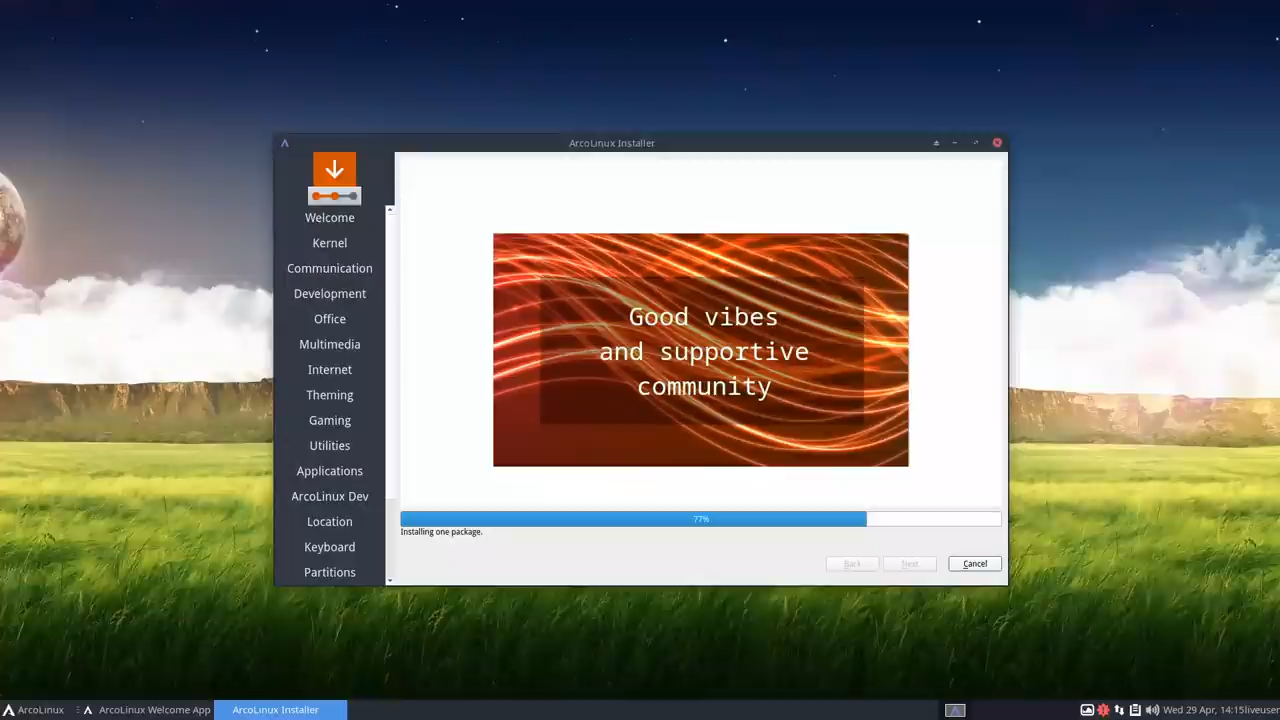 ArcoLinux Installer
Welcome
Kernel
Communication
Development
Office
Multimedia
Internet
Theming
Gaming
Utilities
Applications
ArcoLinux Dev
Location
Keyboard
Partitions
Good vibes
and supportive
community
77%
Installing one package.
Back
Next
Cancel
ArcoLinux
ArcoLinux Welcome App
ArcoLinux Installer
Wed 29 Apr, 14:15liveuser